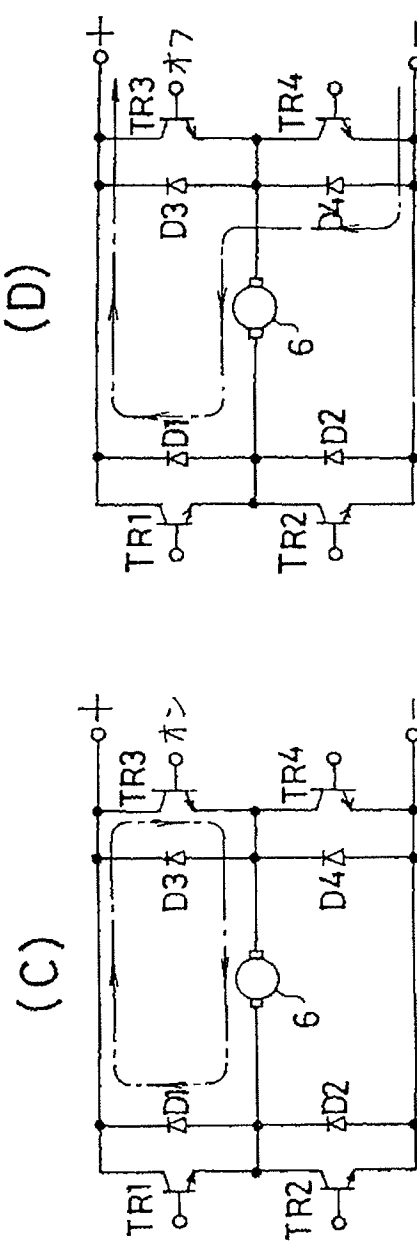 (C)
+
TR1
D1
D3
TR3
オン
6
TR2
D2
D4
TR4
-
(D)
+
TR1
D1
D3
TR3
オフ
6
TR2
D2
D4
TR4
-